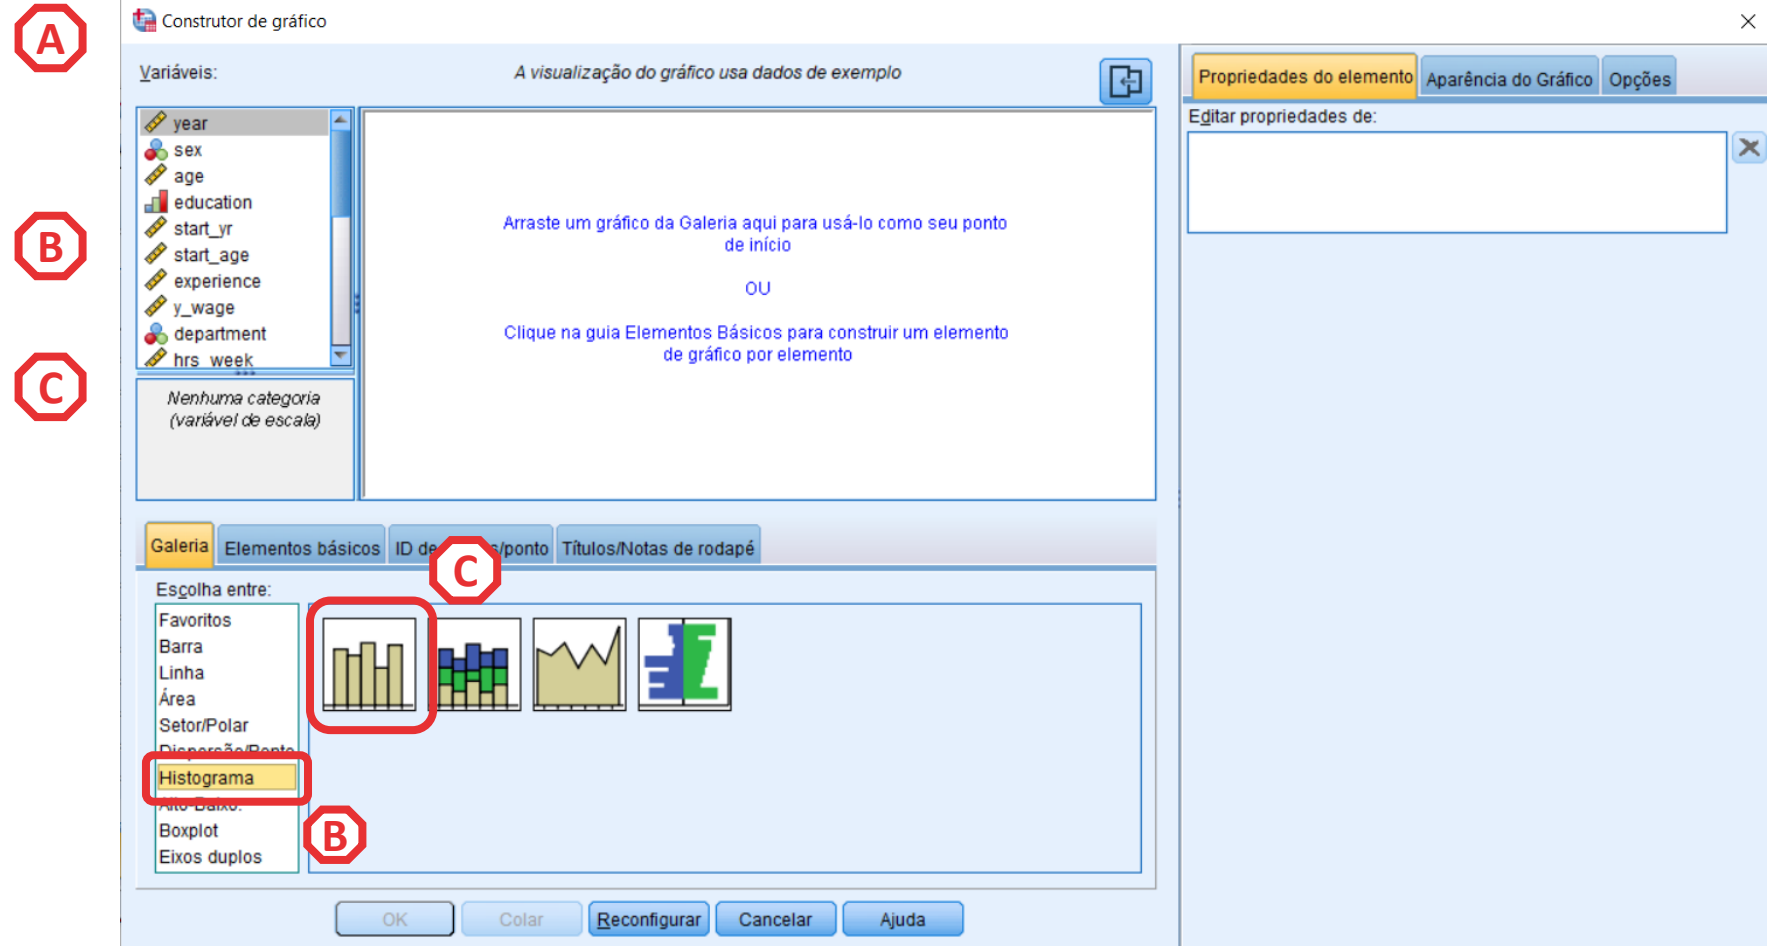 A
Construtor de gráfico
Variáveis:
A visualização do gráfico usa dados de exemplo
year
sex
age
education
start_yr
start_age
experience
y_wage
department
hrs_week
B
C
Nenhuma categoria
(variável de escala)
Arraste um gráfico da Galeria aqui para usá-lo como seu ponto
de início
OU
Clique na guia Elementos Básicos para construir um elemento
de gráfico por elemento
Propriedades do elemento
Aparência do Gráfico
Opções
Editar propriedades de:
Galeria
Elementos básicos
ID de s/ponto
Títulos/Notas de rodapé
C
Escolha entre:
Favoritos
Barra
Linha
Área
Setor/Polar
Dispersão/Ponto
Histograma
Alto-Baixo.
Boxplot
Eixos duplos
B
OK
Colar
Reconfigurar
Cancelar
Ajuda